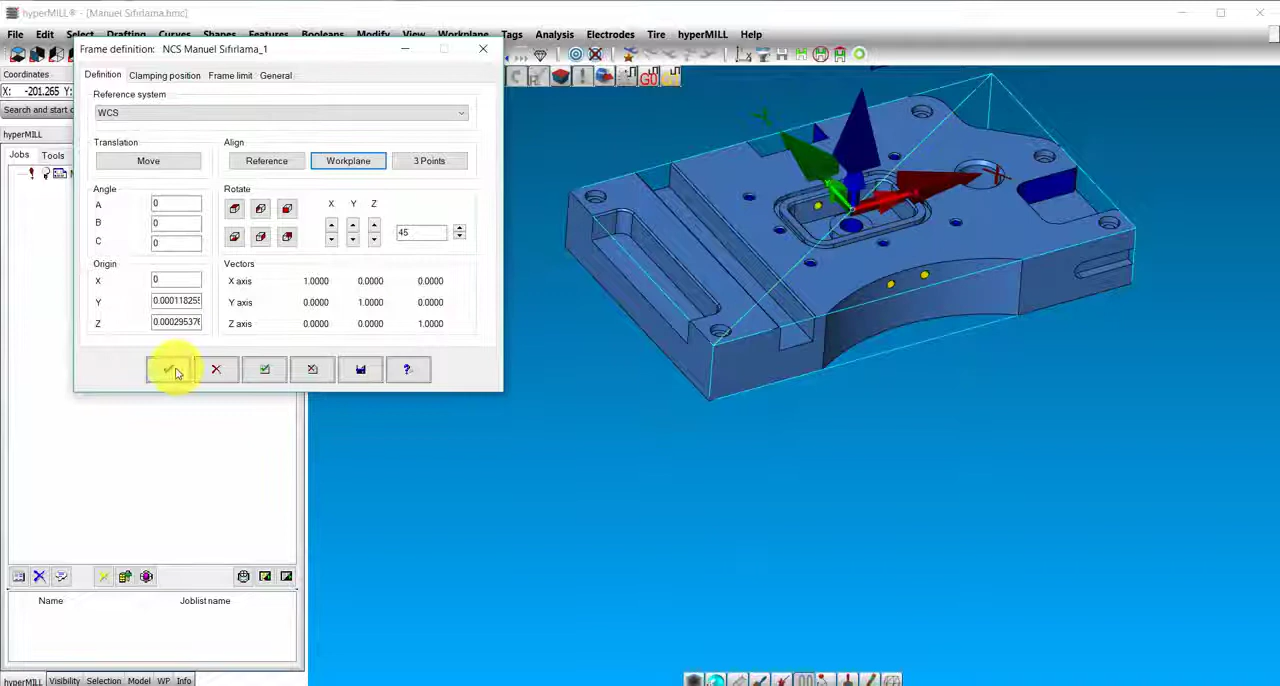 hyperMILL® - [Manuel Sıfırlama.hmc]
File Edit Select Drafting Curves Shapes Features Booleans Modify View Workplane Tags Analysis Electrodes Tire hyperMILL Help
Frame definition: NCS Manuel Sıfırlama_1
Definition Clamping position Frame limit General
Coordinates
X: -201.265 Y:
Search and start c
Reference system
WCS
hyperMILL
Jobs Tools
Translation Align
Move Reference Workplane 3 Points
Angle Rotate
A 0 X Y Z
B 0 45
C 0
Origin Vectors
X 0 X axis 1.0000 0.0000 0.0000
Y 0.000118255 Y axis 0.0000 1.0000 0.0000
Z 0.000295376 Z axis 0.0000 0.0000 1.0000
Y
X
G0
Name Joblist name
hyperMILL Visibility Selection Model WP Info